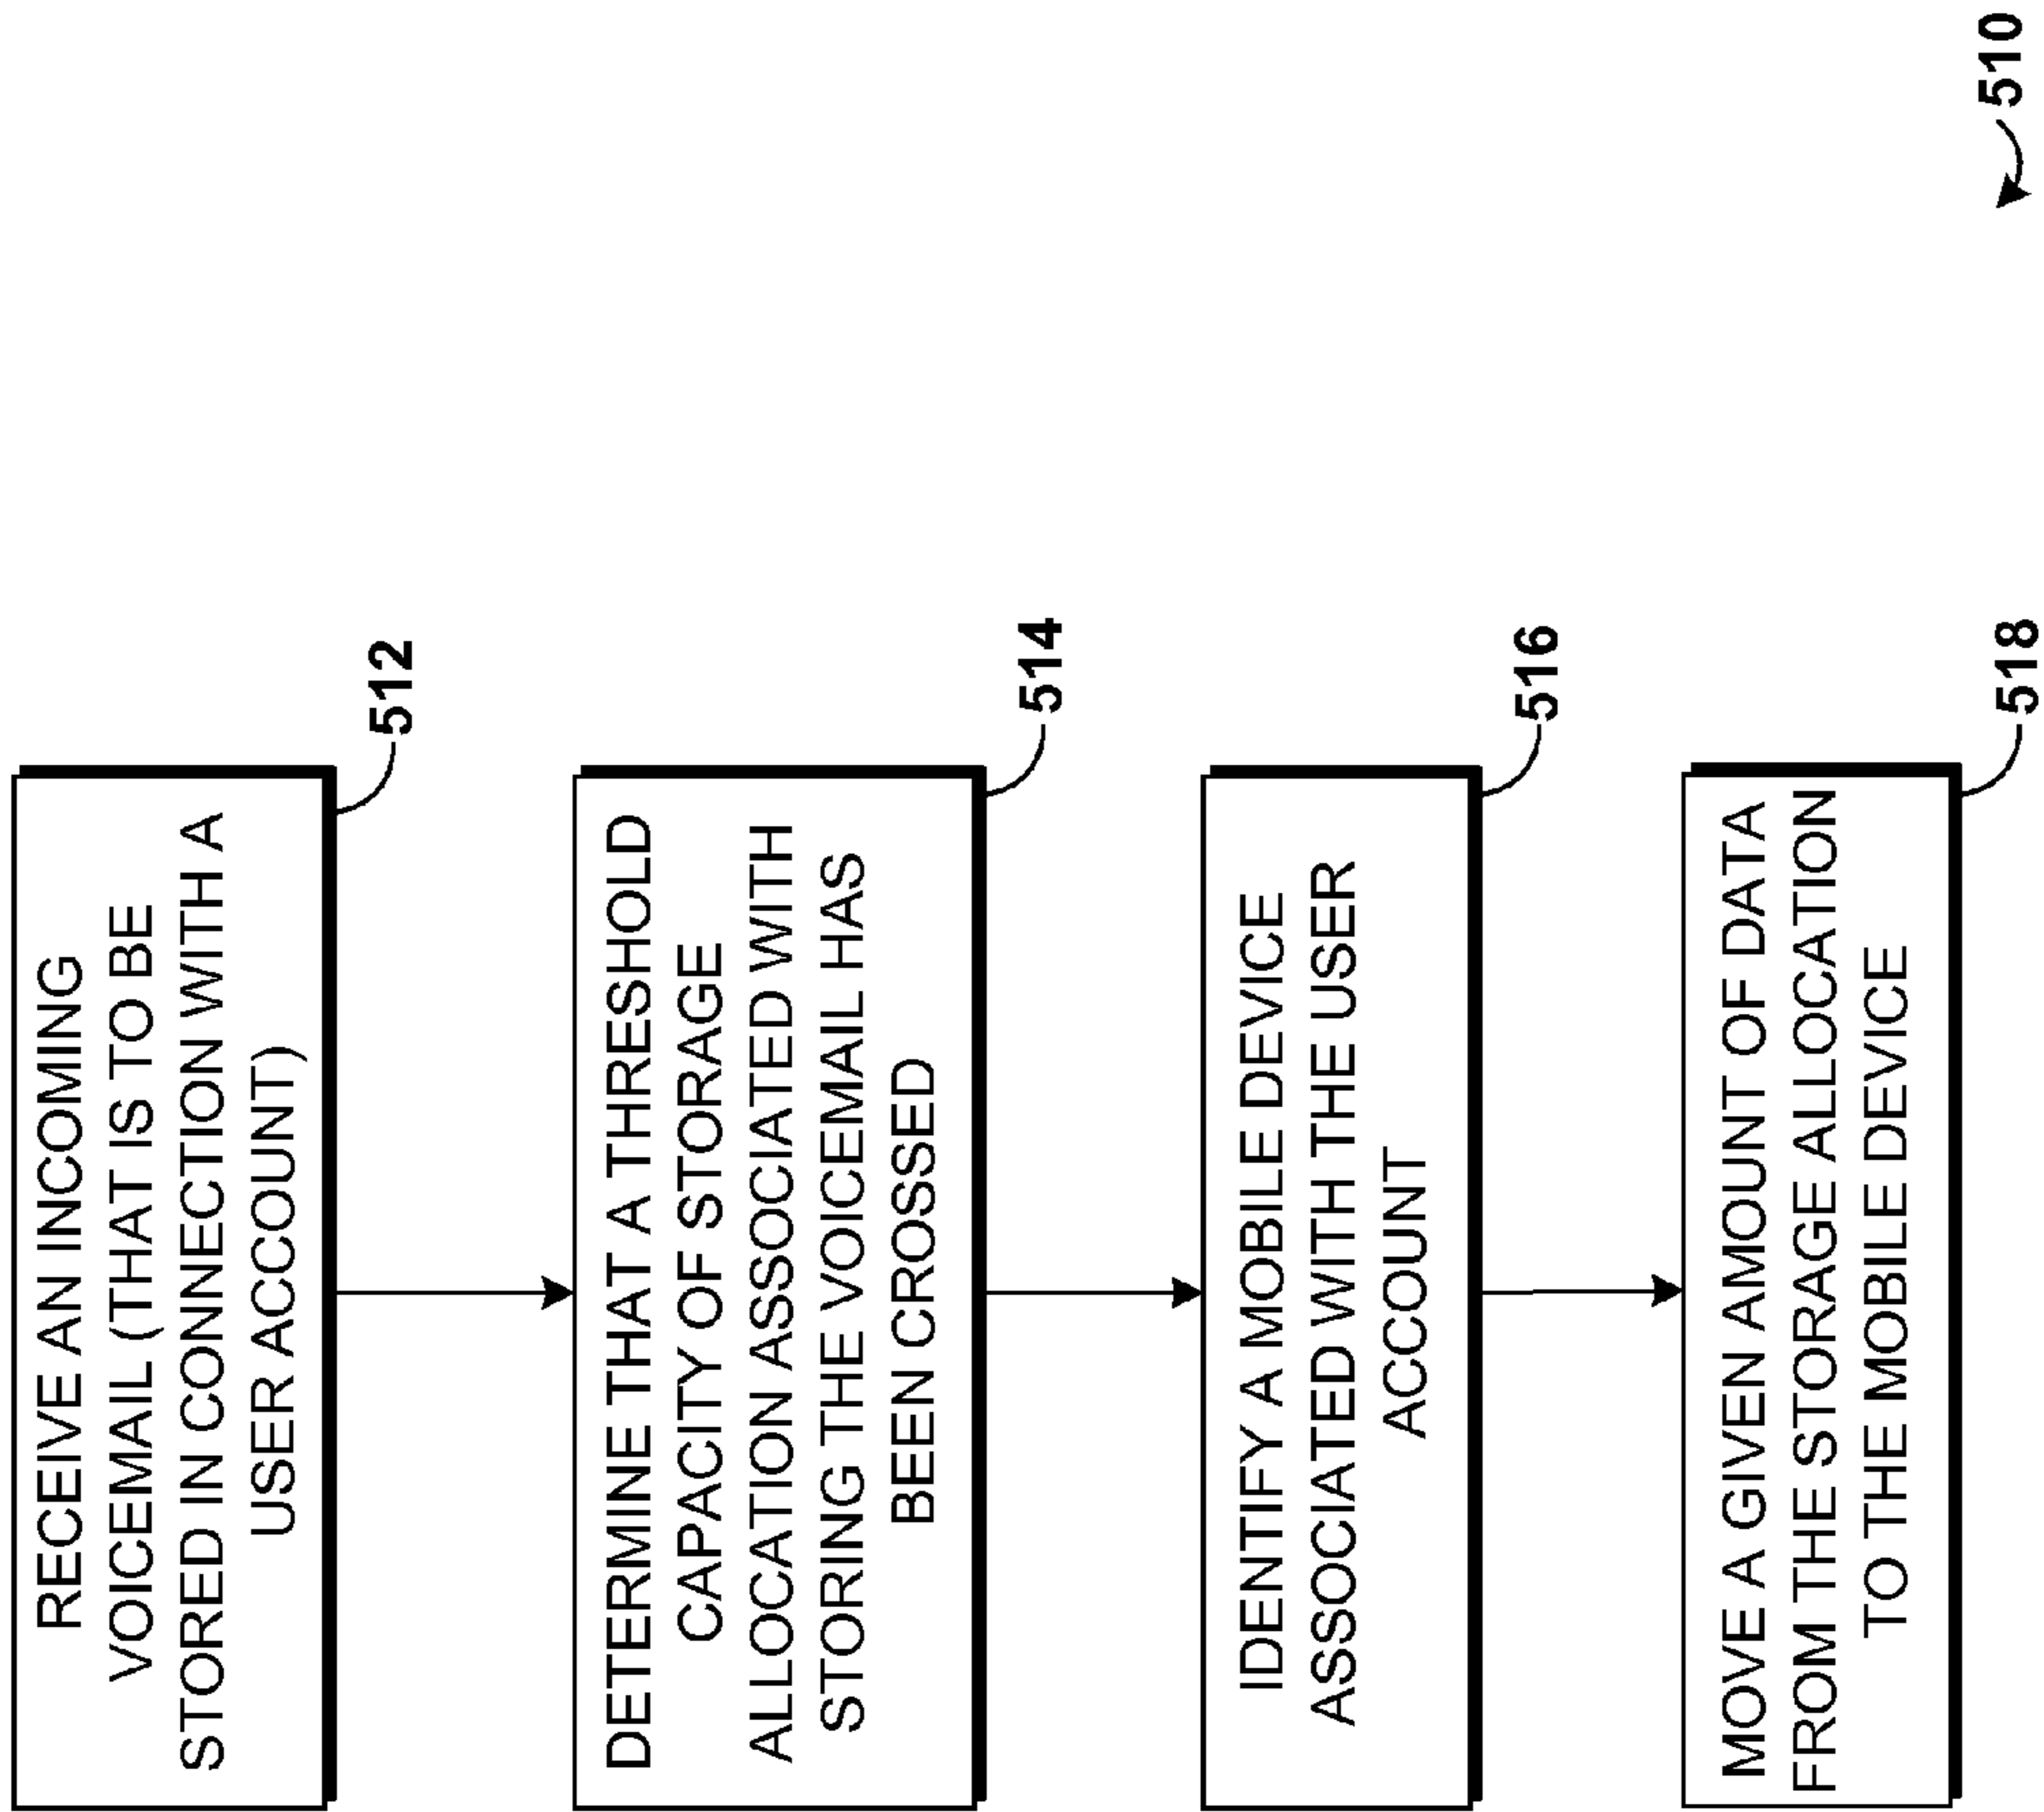 RECEIVE AN INCOMING
VOICEMAIL (THAT IS TO BE
STORED IN CONNECTION WITH A
USER ACCOUNT)
512
DETERMINE THAT A THRESHOLD
CAPACITY OF STORAGE
ALLOCATION ASSOCIATED WITH
STORING THE VOICEMAIL HAS
BEEN CROSSED
514
IDENTIFY A MOBILE DEVICE
ASSOCIATED WITH THE USER
ACCOUNT
516
MOVE A GIVEN AMOUNT OF DATA
FROM THE STORAGE ALLOCATION
TO THE MOBILE DEVICE
518
510